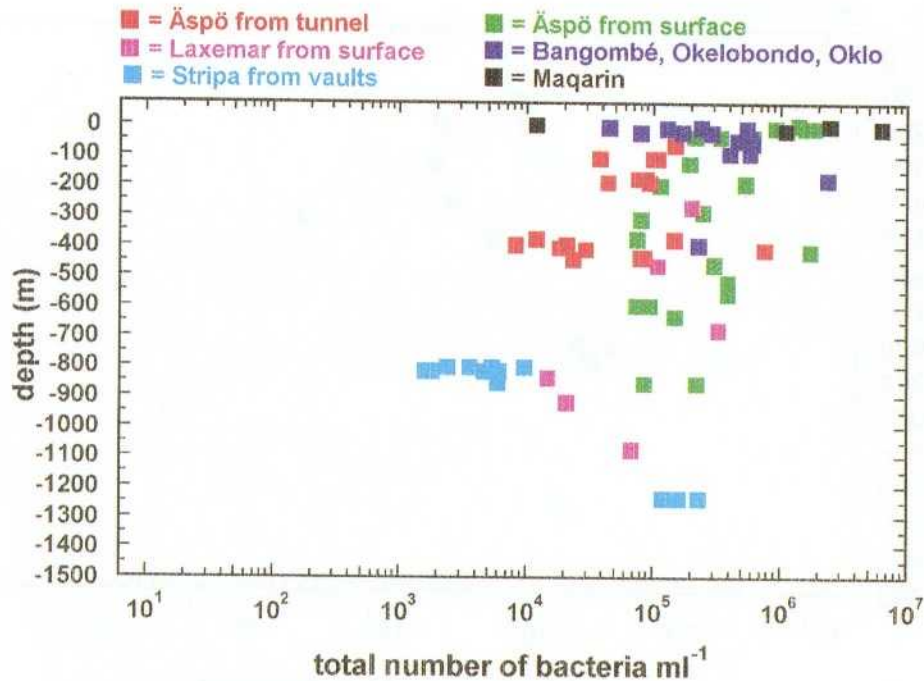 = Äspö from tunnel
= Äspö from surface
= Laxemar from surface
= Bangombé, Okelobondo, Oklo
= Stripa from vaults
= Maqarin
depth (m)
0
-100
-200
-300
-400
-500
-600
-700
-800
-900
-1000
-1100
-1200
-1300
-1400
-1500
10¹ 10² 10³ 10⁴ 10⁵ 10⁶ 10⁷
total number of bacteria ml⁻¹